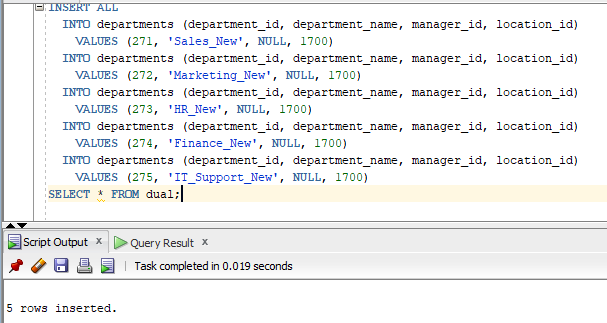 INSERT ALL
INTO departments (department_id, department_name, manager_id, location_id)
VALUES (271, 'Sales_New', NULL, 1700)
INTO departments (department_id, department_name, manager_id, location_id)
VALUES (272, 'Marketing_New', NULL, 1700)
INTO departments (department_id, department_name, manager_id, location_id)
VALUES (273, 'HR_New', NULL, 1700)
INTO departments (department_id, department_name, manager_id, location_id)
VALUES (274, 'Finance_New', NULL, 1700)
INTO departments (department_id, department_name, manager_id, location_id)
VALUES (275, 'IT_Support_New', NULL, 1700)
SELECT * FROM dual;
Script Output x Query Result x
Task completed in 0.019 seconds
5 rows inserted.